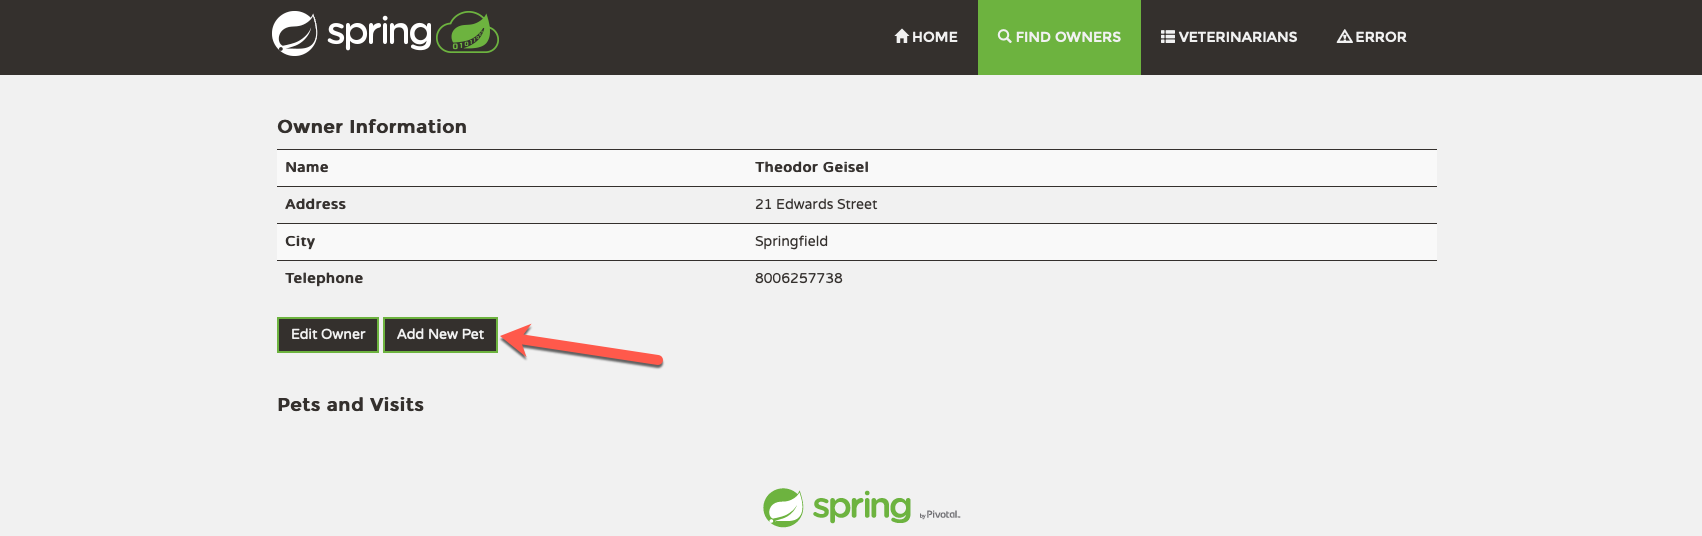 spring
HOME FIND OWNERS VETERINARIANS ERROR
Owner Information
Name Theodor Geisel
Address 21 Edwards Street
City Springfield
Telephone 8006257738
Edit Owner Add New Pet
Pets and Visits
spring by Pivotal